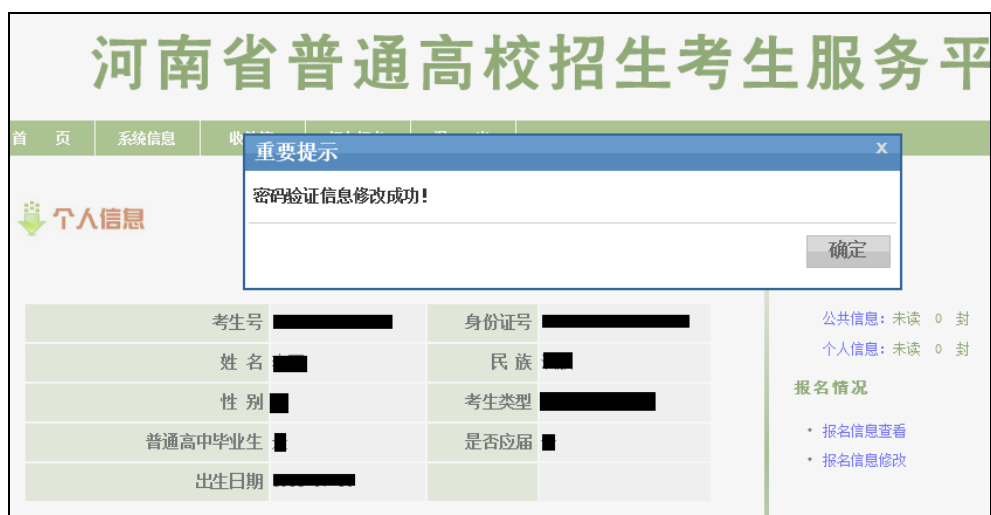 河南省普通高校招生考生服务平
首 页 系统信息
重要提示 x
密码验证信息修改成功！
确定
个人信息
考生号 身份证号
姓 名 民 族
性 别 考生类型
普通高中毕业生 是否应届
出生日期
公共信息：未读 0 封
个人信息：未读 0 封
报名情况
· 报名信息查看
· 报名信息修改